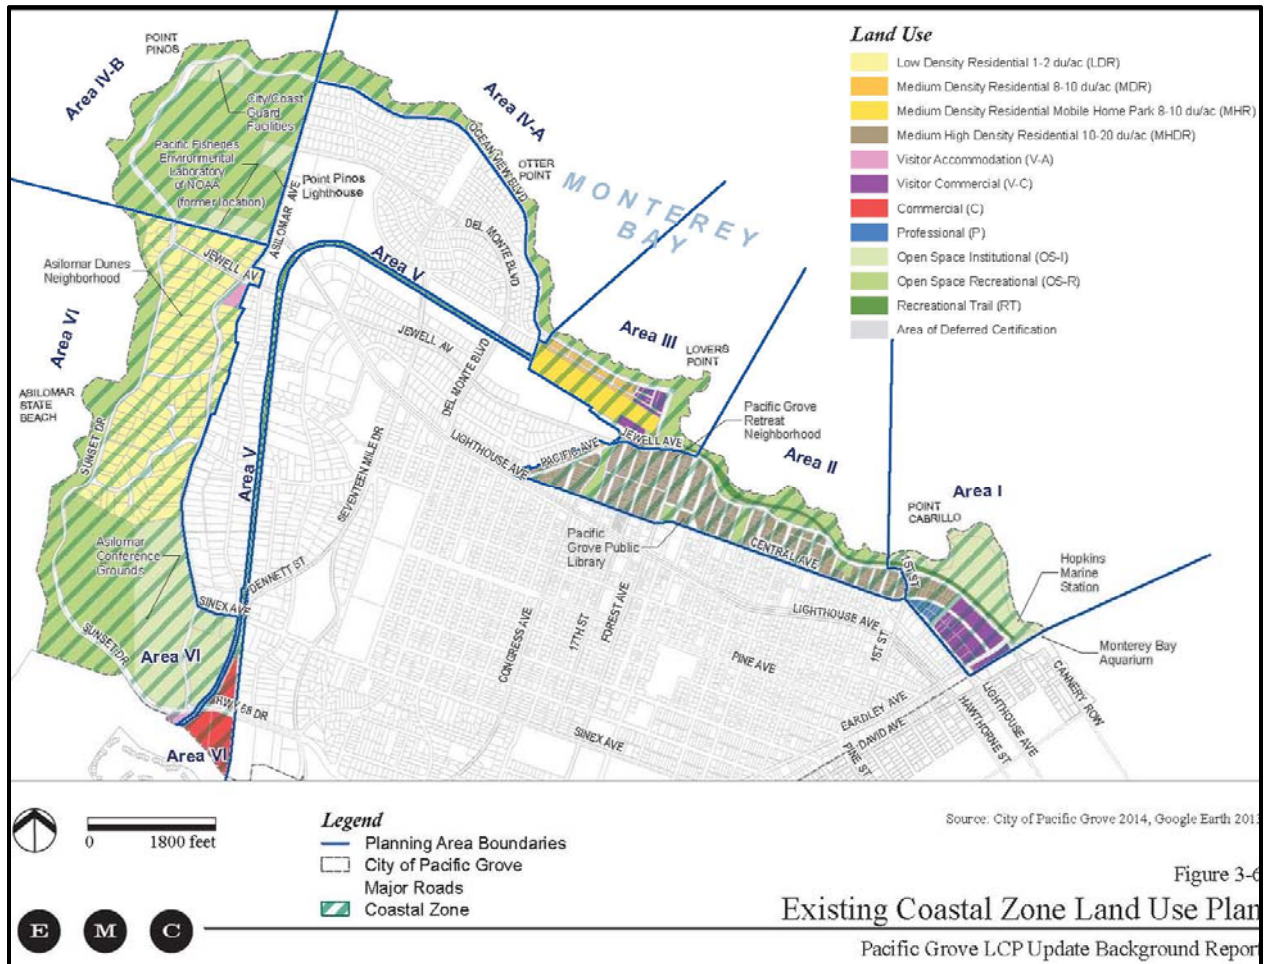 POINT
PINOS
Area IV-B
City/Coast
Guard
Facilities
Area IV-A
Pacific Fisheries
Environmental
Laboratory
of NOAA
(former location)
OCEAN VIEW BLVD
OTTER
POINT
Point Pinos
Lighthouse
ASILOMAR AVE
MONTEREY
BAY
DEL MONTE BLVD
JEWELL AV
Asilomar Dunes
Neighborhood
Area V
Area VI
JEWELL AV
DEL MONTE BLVD
Area III
LOVERS
POINT
ASILOMAR
STATE
BEACH
SUNSET DR
Pacific Grove
Retreat
Neighborhood
JEWELL AVE
PACIFIC AVE
LIGHTHOUSE AVE
Area II
Area V
SEVENTEEN MILE DR
Area I
POINT
CABRILLO
Pacific
Grove Public
Library
CENTRAL AVE
1ST ST
Asilomar
Conference
Grounds
Hopkins
Marine
Station
DENNETT ST
SINEX AVE
LIGHTHOUSE AVE
1ST ST
CONGRESS AVE
17TH ST
FOREST AVE
PINE AVE
Monterey Bay
Aquarium
CANNERY ROW
SUNSET DR
Area VI
HWY 68 DR
EARDLEY AVE
DAVID AVE
PINE ST
LIGHTHOUSE AVE
HAWTHORNE ST
SINEX AVE
Area VI
Land Use
Low Density Residential 1-2 du/ac (LDR)
Medium Density Residential 8-10 du/ac (MDR)
Medium Density Residential Mobile Home Park 8-10 du/ac (MHR)
Medium High Density Residential 10-20 du/ac (MHDR)
Visitor Accommodation (V-A)
Visitor Commercial (V-C)
Commercial (C)
Professional (P)
Open Space Institutional (OS-I)
Open Space Recreational (OS-R)
Recreational Trail (RT)
Area of Deferred Certification
0 1800 feet
Legend
Planning Area Boundaries
City of Pacific Grove
Major Roads
Coastal Zone
Source: City of Pacific Grove 2014, Google Earth 2013
Figure 3-6
Existing Coastal Zone Land Use Plan
E M C
Pacific Grove LCP Update Background Report